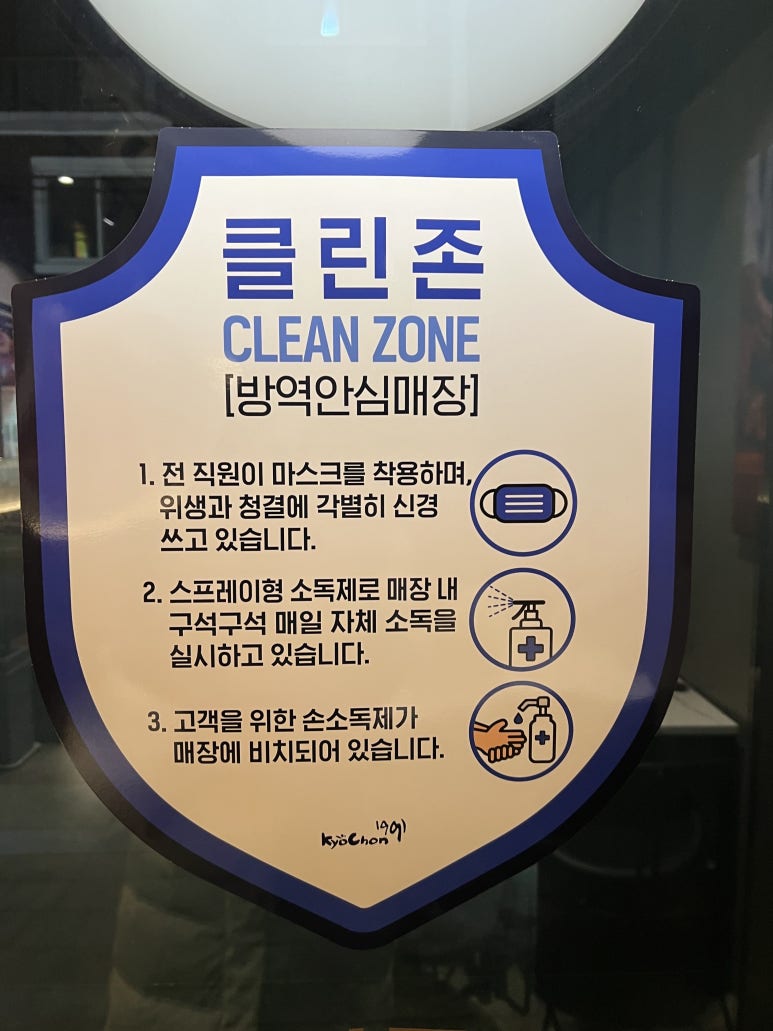 클린존
CLEAN ZONE
[방역안심매장]
1. 전 직원이 마스크를 착용하며,
위생과 청결에 각별히 신경
쓰고 있습니다.
2. 스프레이형 소독제로 매장 내
구석구석 매일 자체 소독을
실시하고 있습니다.
3. 고객을 위한 손소독제가
매장에 비치되어 있습니다.
KyoChon 1991